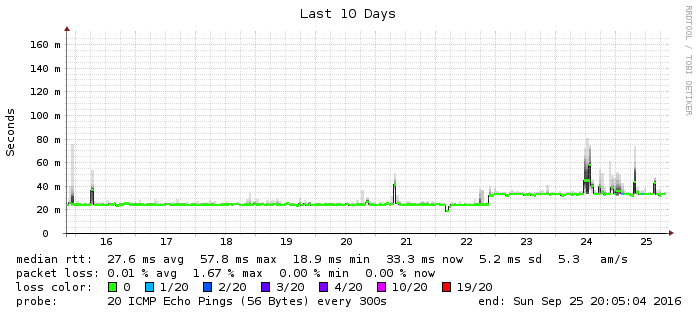 Last 10 Days
RRDTOOL / TOBI OETIKER
Seconds
160 m
140 m
120 m
100 m
80 m
60 m
40 m
20 m
0
16 17 18 19 20 21 22 23 24 25
median rtt: 27.6 ms avg 57.8 ms max 18.9 ms min 33.3 ms now 5.2 ms sd 5.3 am/s
packet loss: 0.01 % avg 1.67 % max 0.00 % min 0.00 % now
loss color: 0 1/20 2/20 3/20 4/20 10/20 19/20
probe: 20 ICMP Echo Pings (56 Bytes) every 300s end: Sun Sep 25 20:05:04 2016